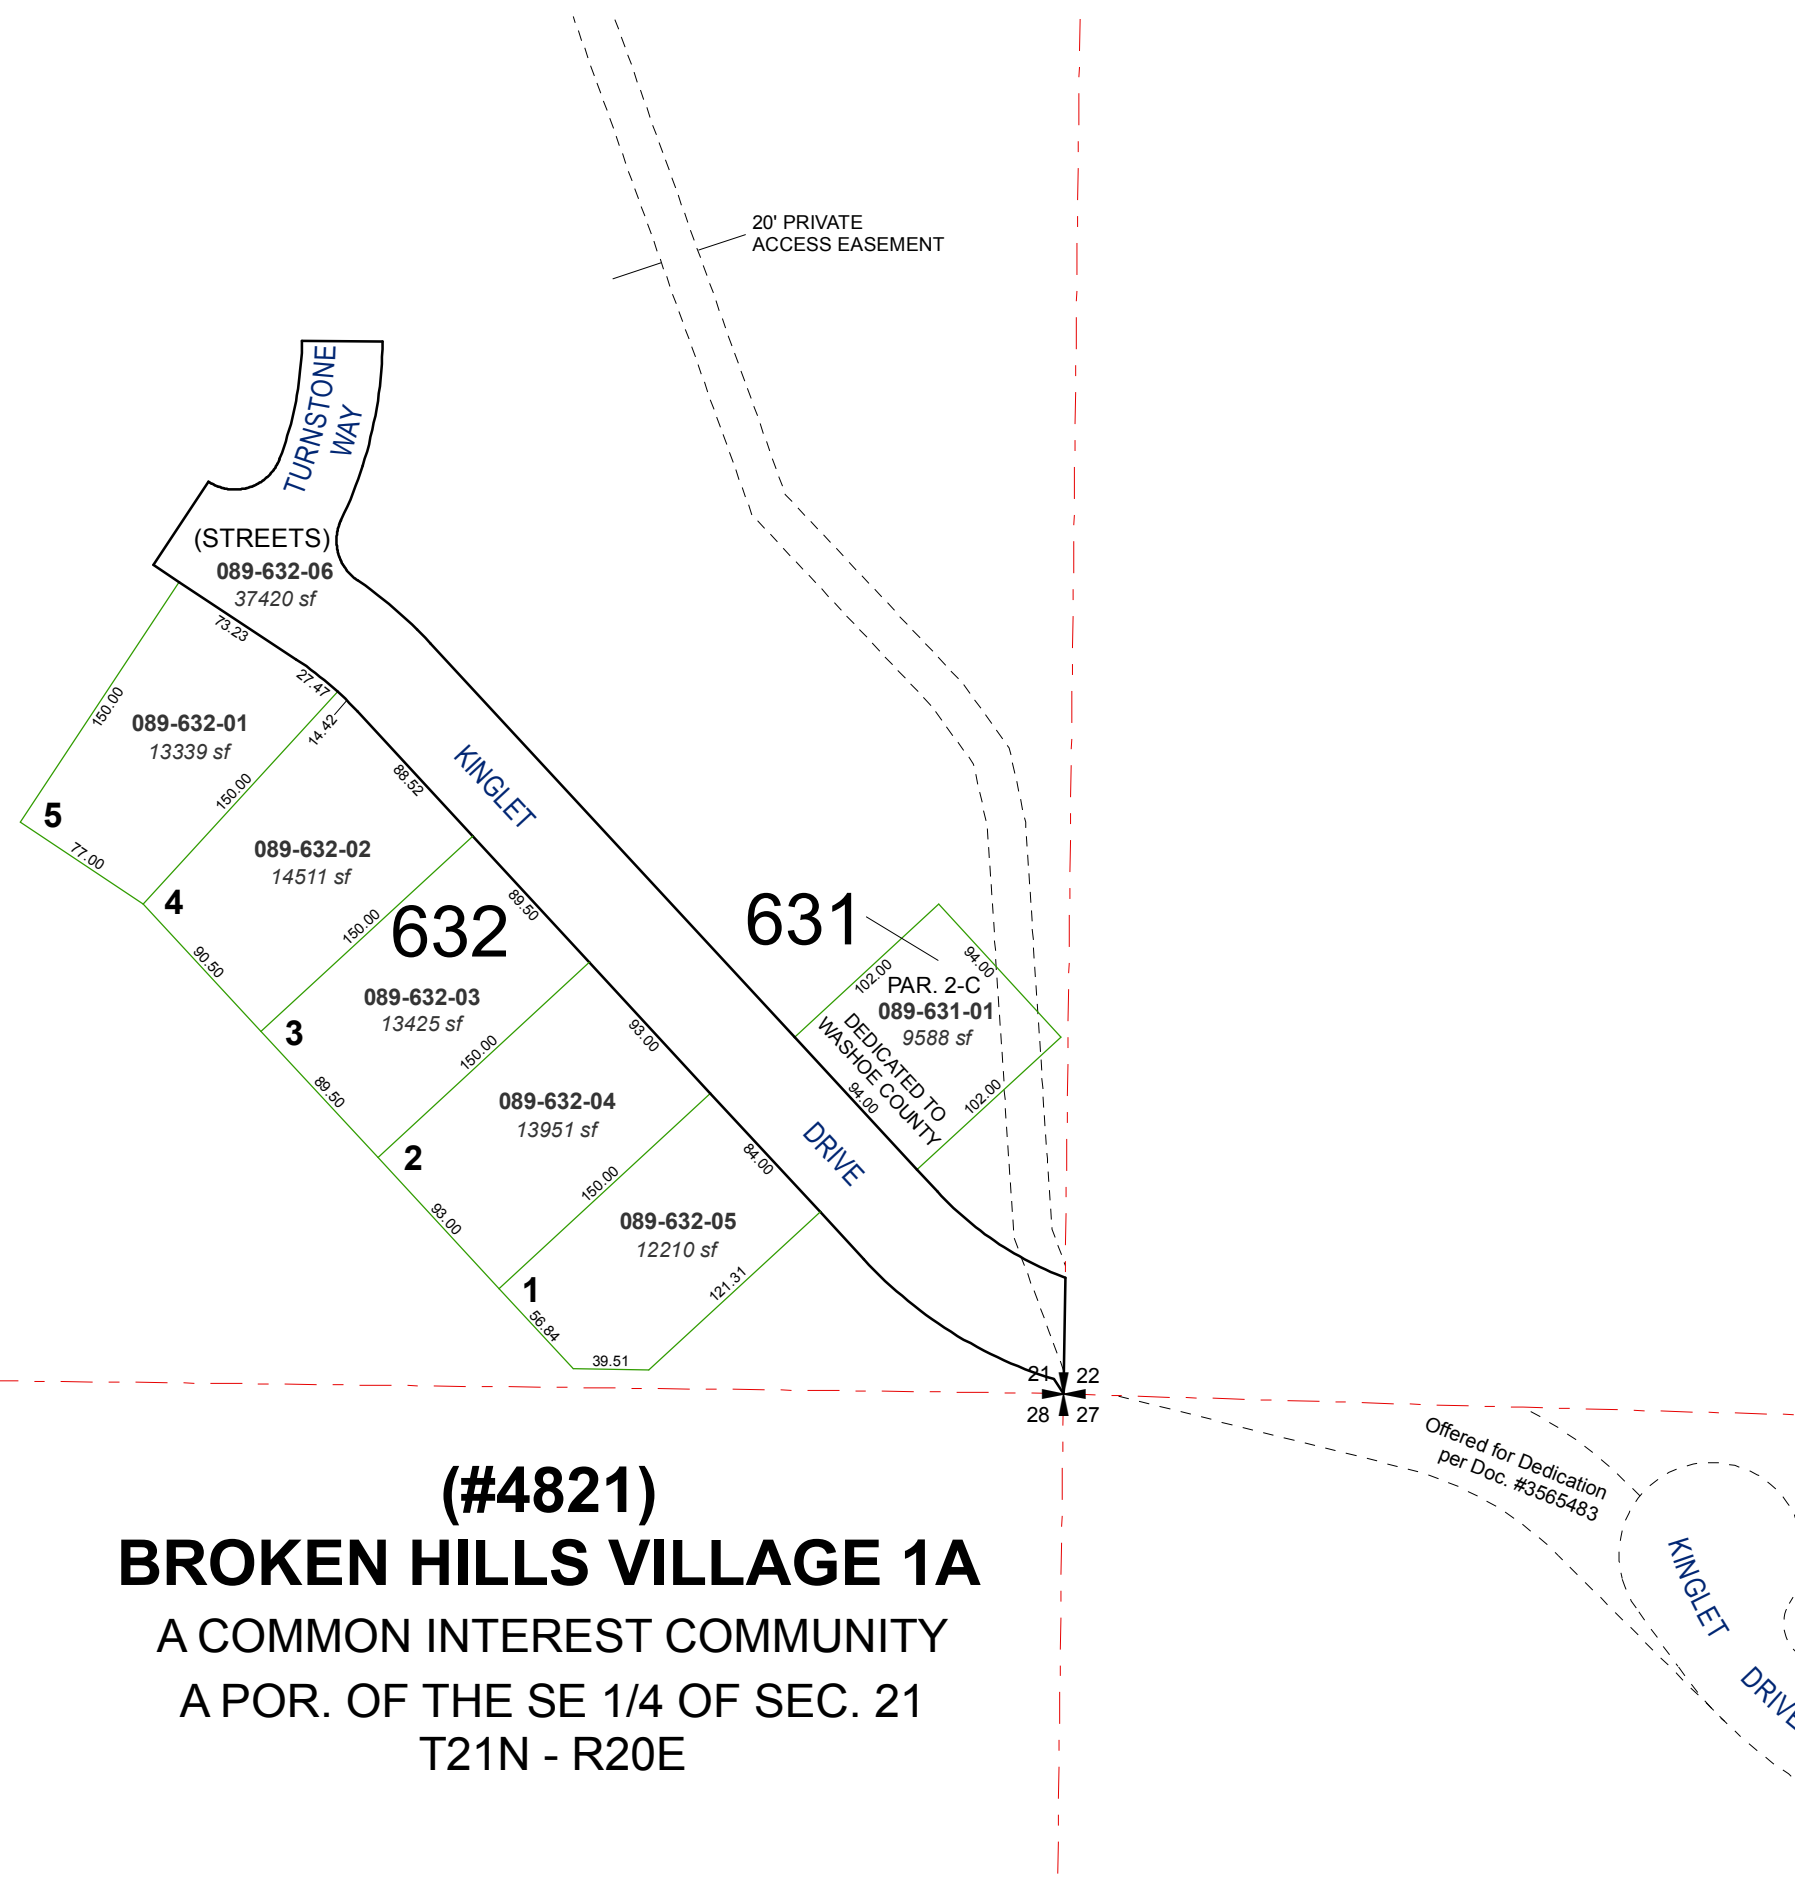 20' PRIVATE
ACCESS EASEMENT
TURNSTONE
WAY
(STREETS)
089-632-06
37420 sf
73.23
27.47
14.42
150.00
089-632-01
13339 sf
150.00
5
77.00
88.52
KINGLET
089-632-02
14511 sf
4
90.50
150.00
632
89.50
089-632-03
13425 sf
3
89.50
150.00
93.00
089-632-04
13951 sf
2
93.00
150.00
84.00
089-632-05
12210 sf
1
56.84
39.51
121.31
DRIVE
631
102.00
94.00
PAR. 2-C
089-631-01
9588 sf
DEDICATED TO
WASHOE COUNTY
94.00
102.00
21 22
28 27
Offered for Dedication
per Doc. #3565483
KINGLET
DRIVE
(#4821)
BROKEN HILLS VILLAGE 1A
A COMMON INTEREST COMMUNITY
A POR. OF THE SE 1/4 OF SEC. 21
T21N - R20E